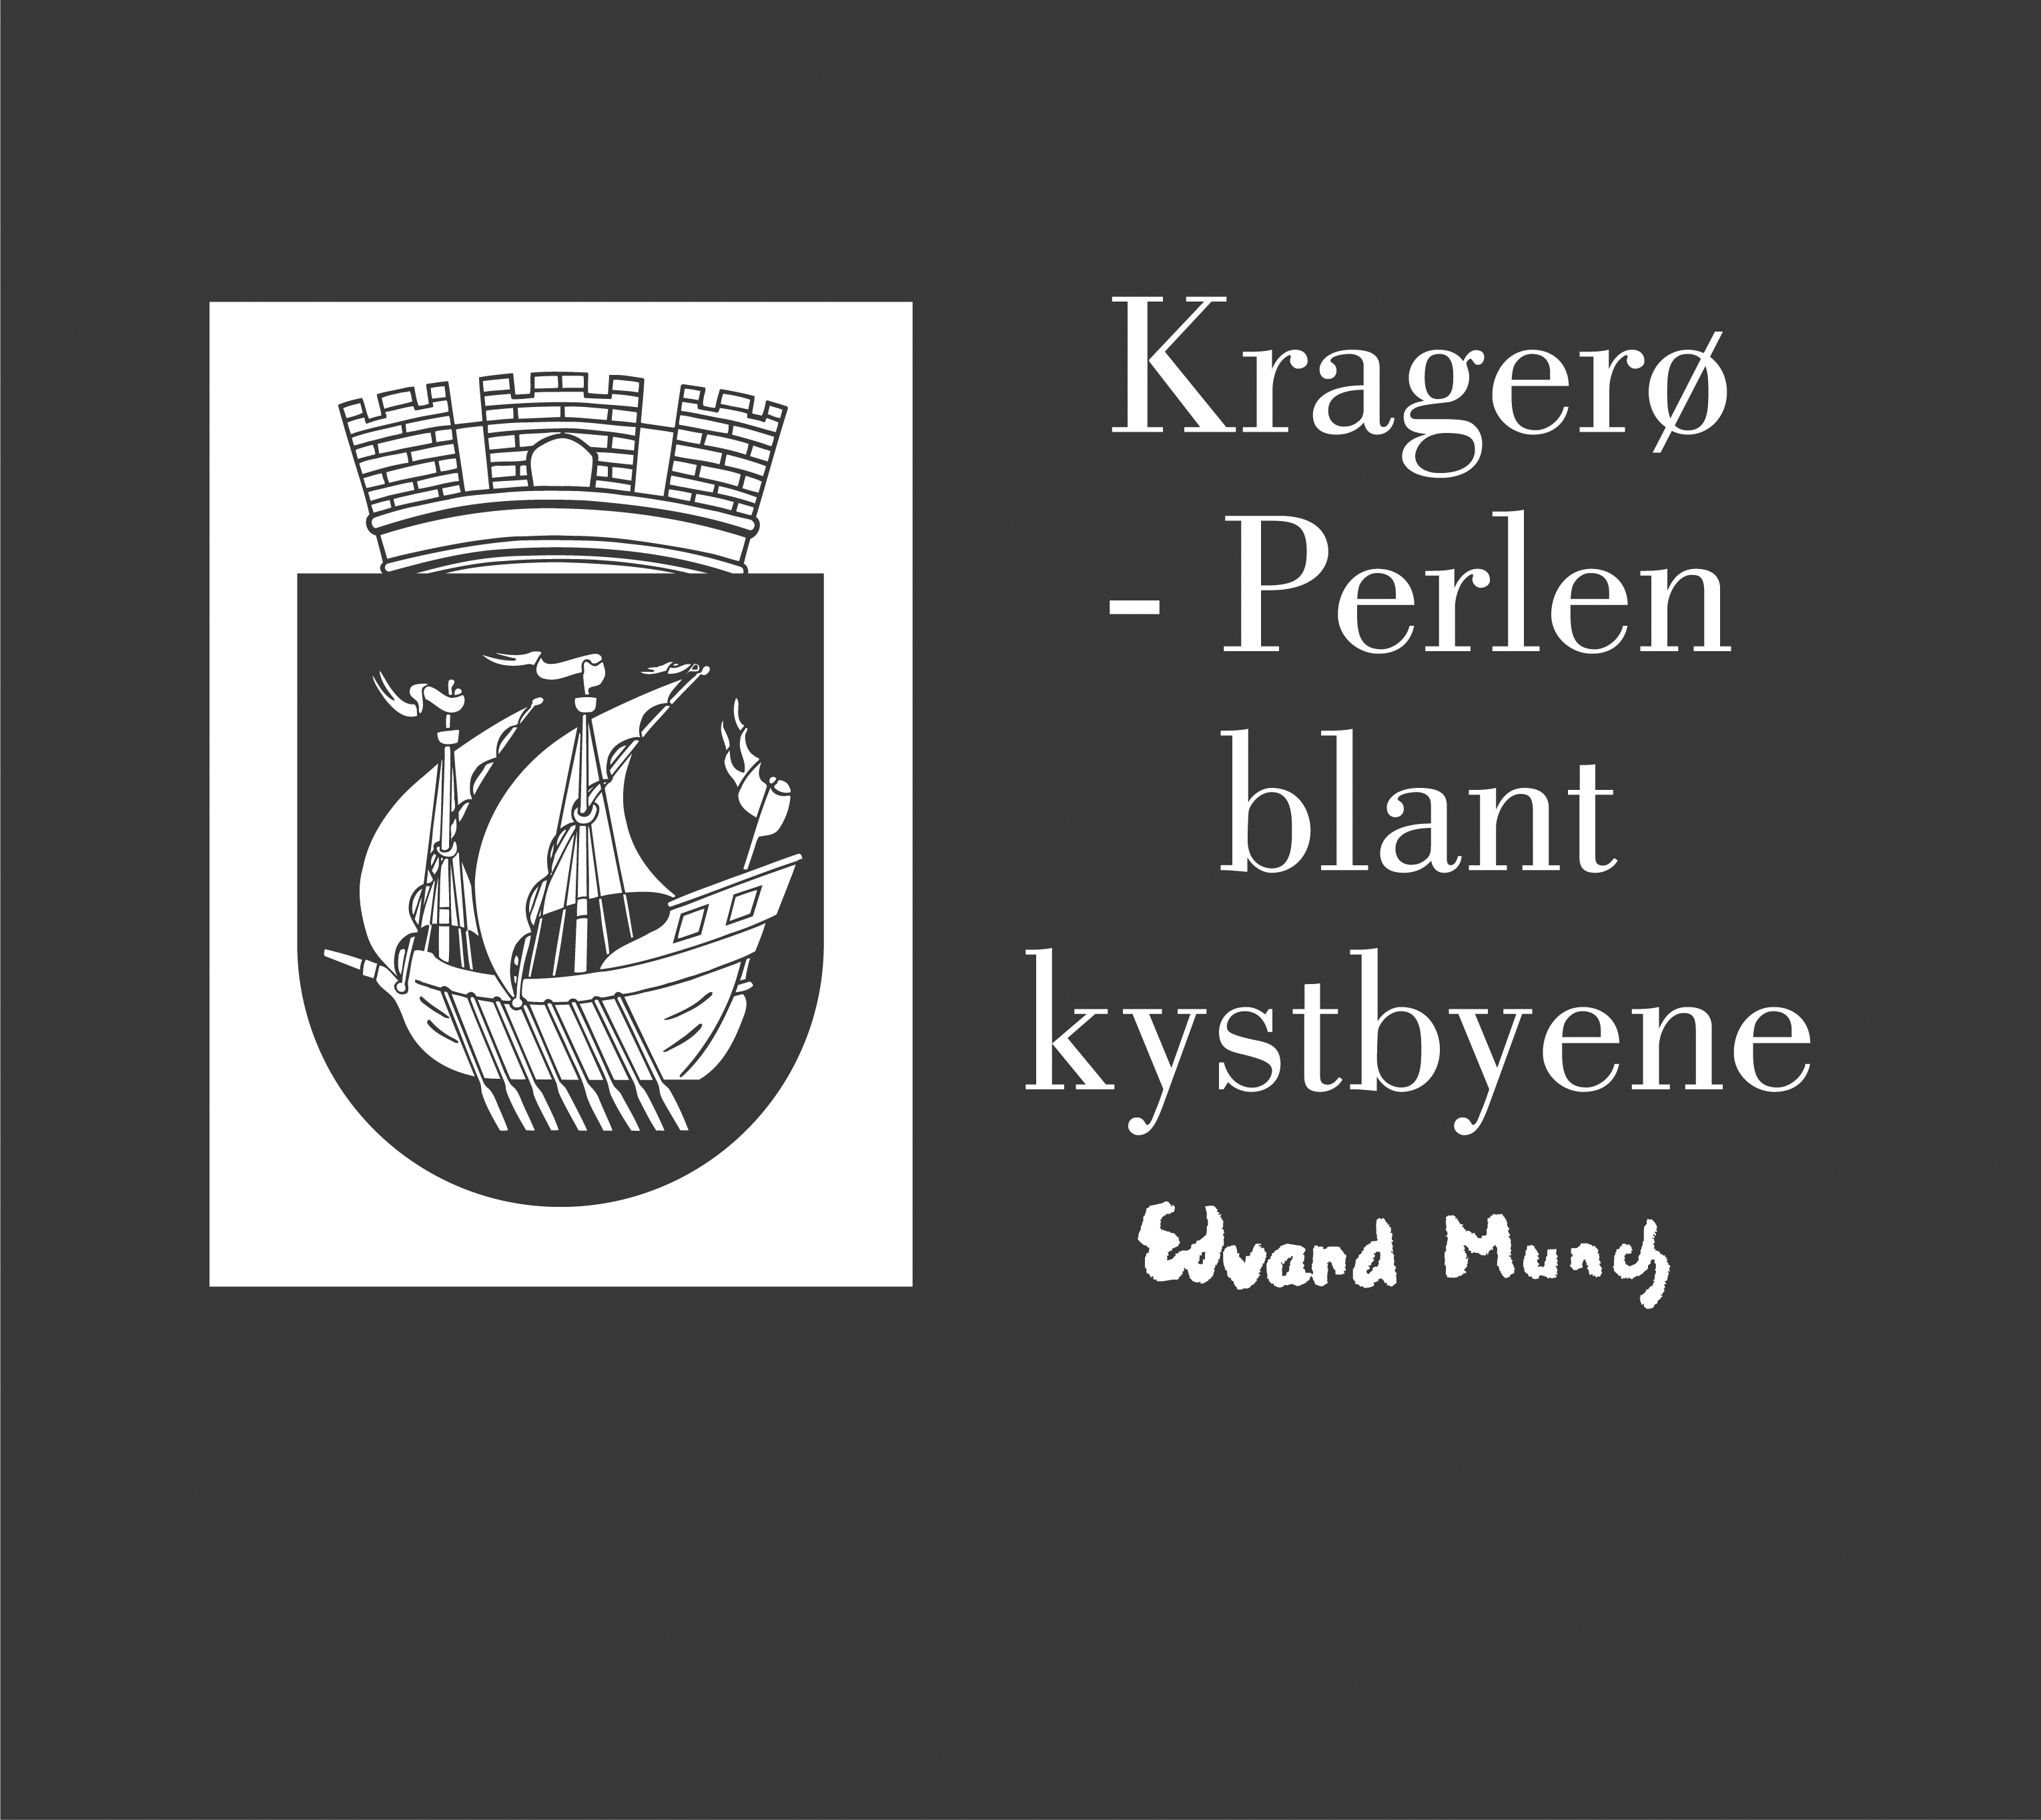 Kragerø
- Perlen
blant
kystbyene
Edvard Munch